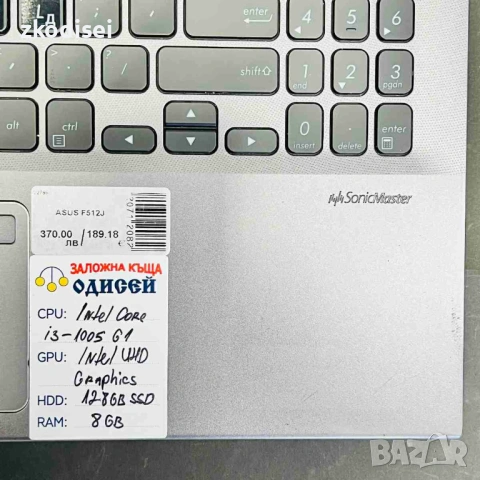 zkodisei
Д
4
5
6
.
?
/
shift
1
end
2
3
pgdn
alt
ctrl
0
insert
.
delete
enter
SonicMaster
ASUS F512J
370.00 ЛВ / 189.18 €
ЗАЛОЖНА КЪЩА
ОДИСЕЙ
CPU: Intel Core
i3-1005 G1
GPU: Intel UHD
Graphics
HDD: 128GB SSD
RAM: 8GB
bazar